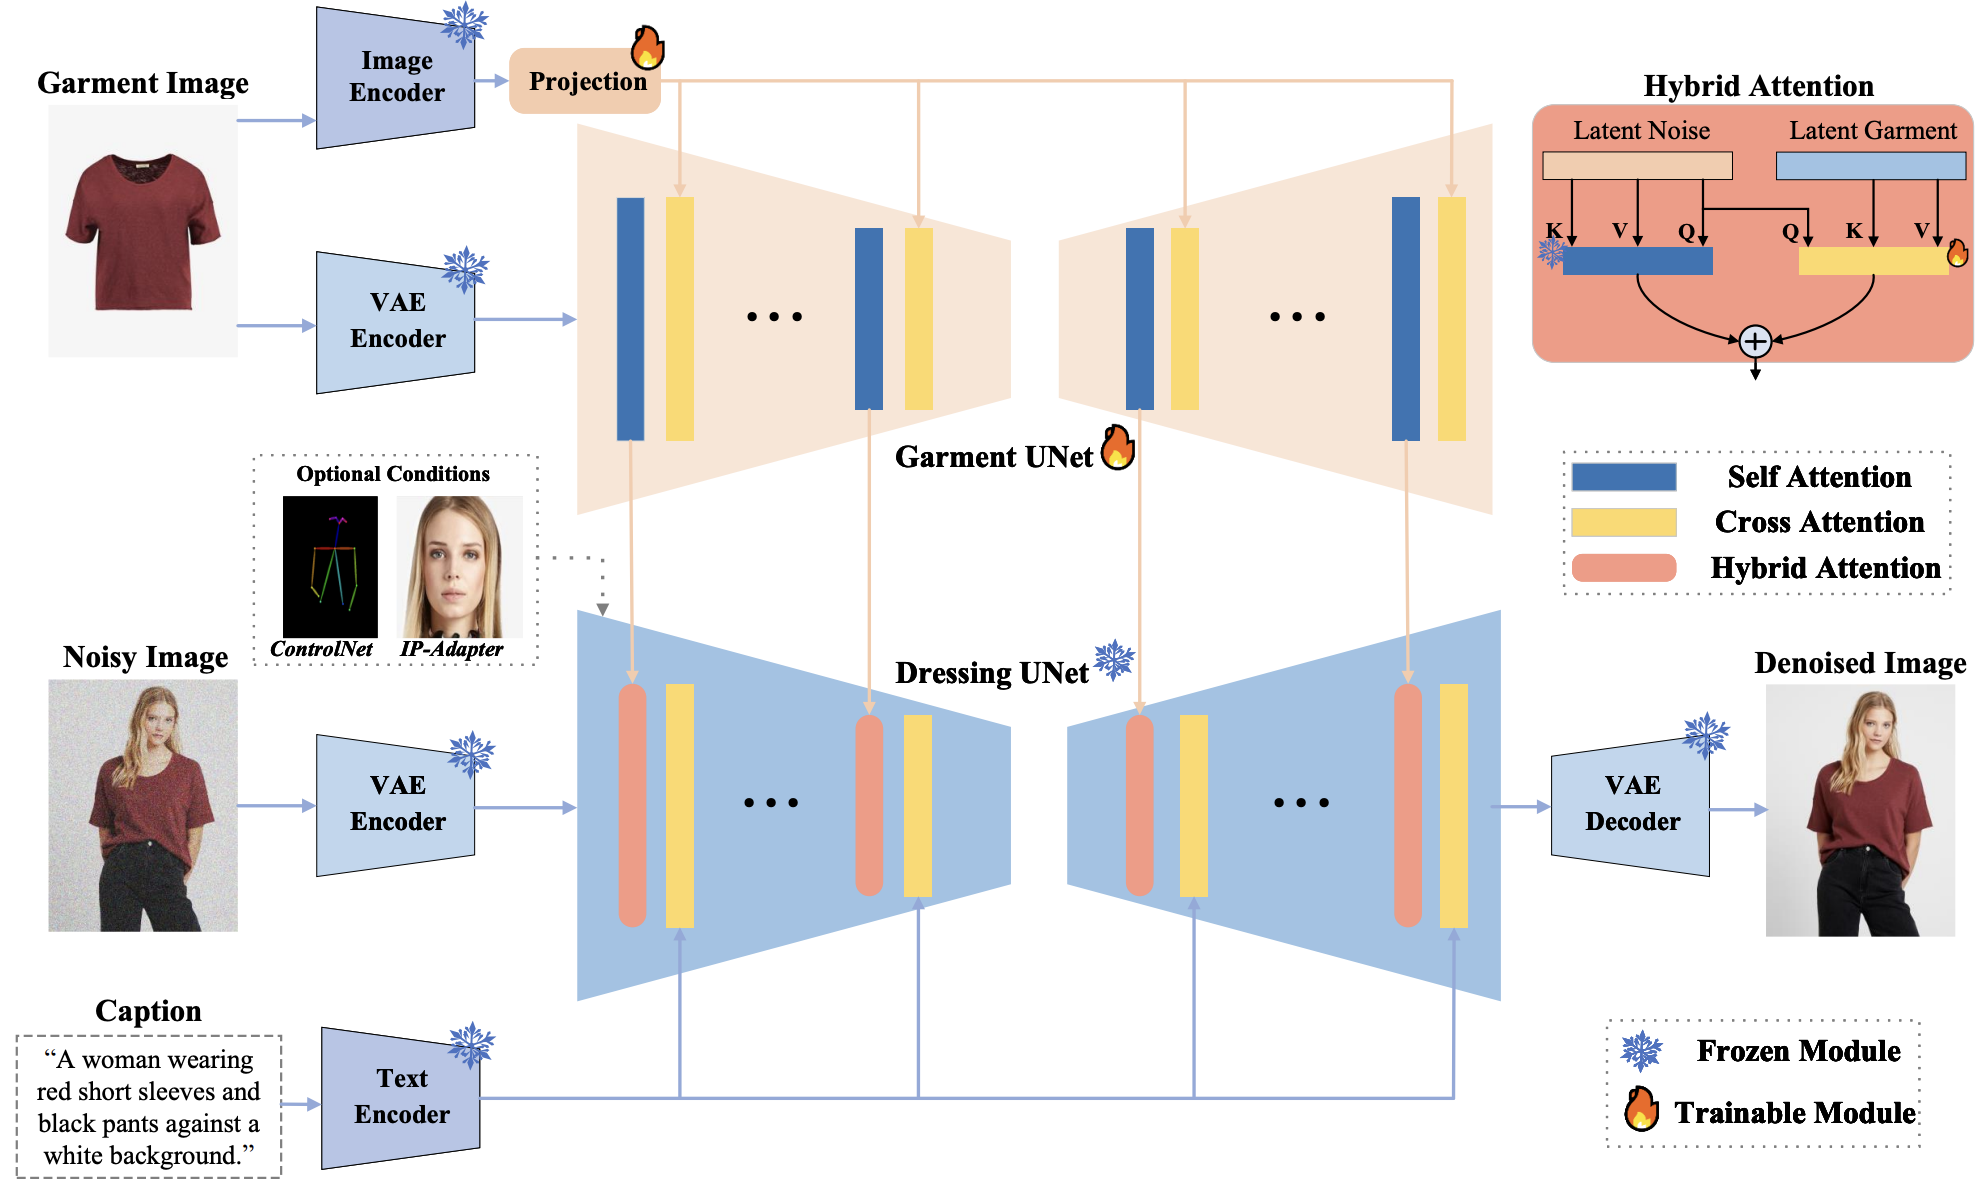 Garment Image
Image
Encoder
Projection
VAE
Encoder
Garment UNet
Hybrid Attention
Latent Noise
Latent Garment
K
V
Q
Q
K
V
Self Attention
Cross Attention
Hybrid Attention
Optional Conditions
ControlNet
IP-Adapter
Noisy Image
VAE
Encoder
Dressing UNet
VAE
Decoder
Denoised Image
Caption
“A woman wearing
red short sleeves and
black pants against a
white background.”
Text
Encoder
Frozen Module
Trainable Module